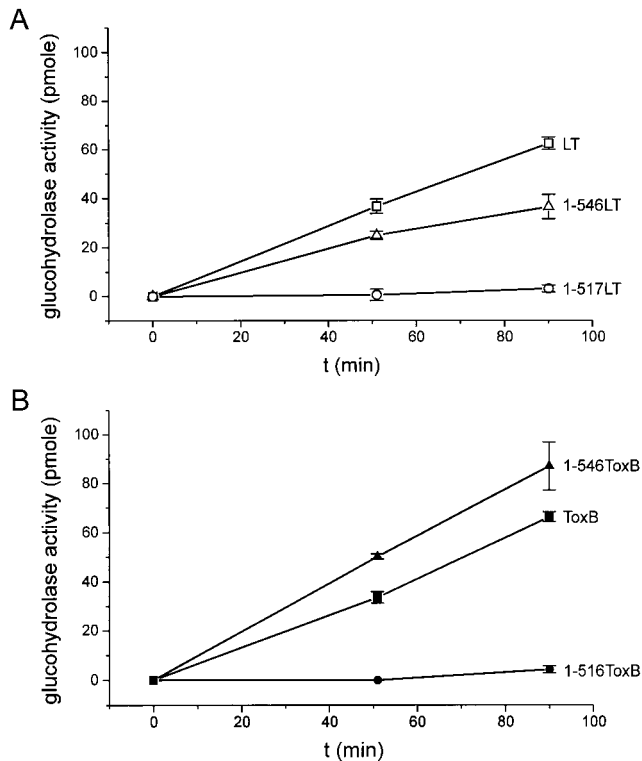 A
glucohydrolase activity (pmole)
100
80
60
40
20
0
LT
1-546LT
1-517LT
0 20 40 60 80 100
t (min)
B
glucohydrolase activity (pmole)
100
80
60
40
20
0
1-546ToxB
ToxB
1-516ToxB
0 20 40 60 80 100
t (min)